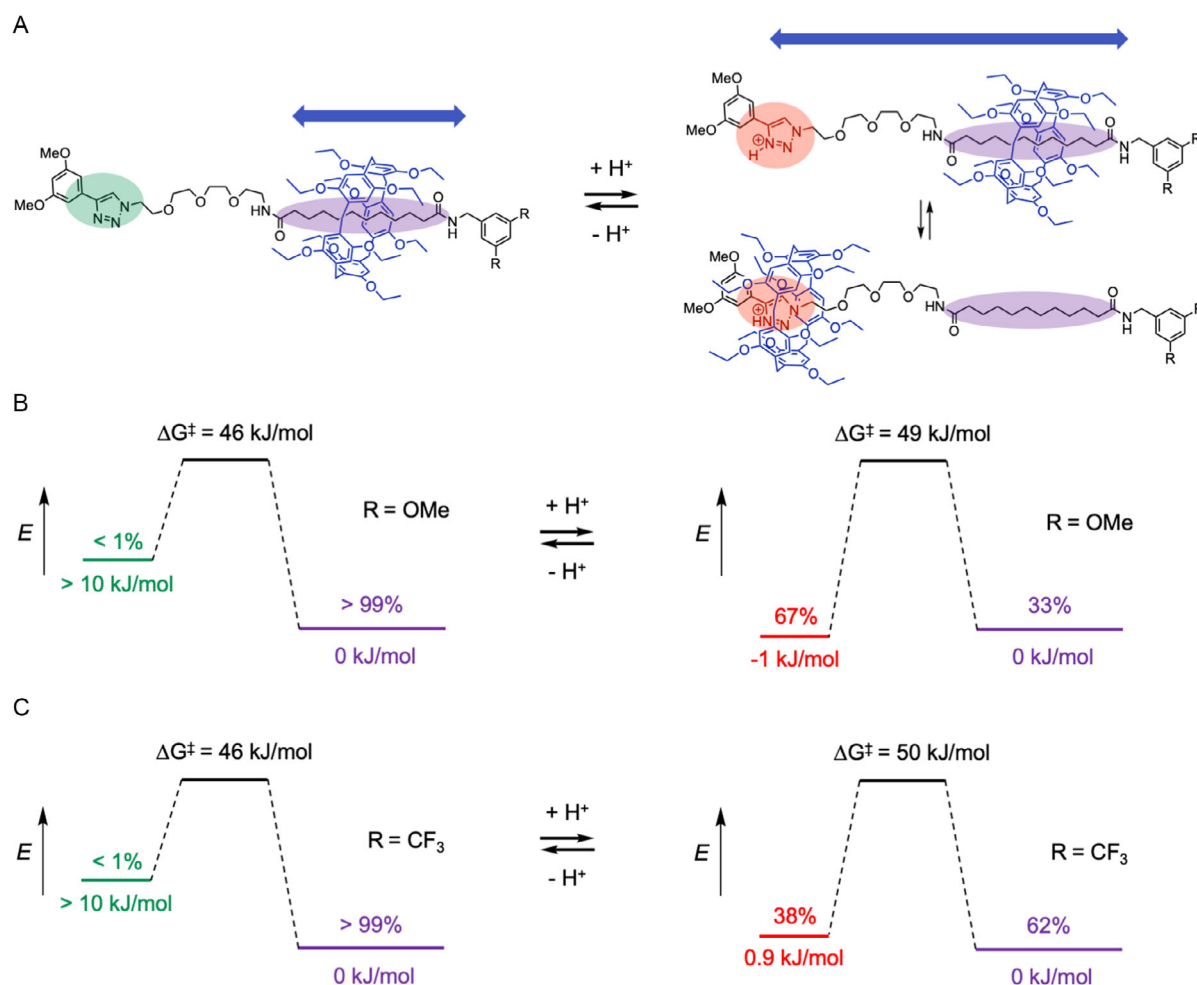 A
MeO
MeO
N
N
N
O
O
O
HN
O
O
NH
R
R
+ H⁺
- H⁺
MeO
MeO
H
N
N
N
+
O
O
O
HN
O
O
NH
R
R
MeO
MeO
HN
N
N
+
O
O
O
HN
O
O
NH
R
R
B
ΔG‡ = 46 kJ/mol
E
< 1%
> 10 kJ/mol
R = OMe
> 99%
0 kJ/mol
+ H⁺
- H⁺
ΔG‡ = 49 kJ/mol
E
67%
-1 kJ/mol
R = OMe
33%
0 kJ/mol
C
ΔG‡ = 46 kJ/mol
E
< 1%
> 10 kJ/mol
R = CF₃
> 99%
0 kJ/mol
+ H⁺
- H⁺
ΔG‡ = 50 kJ/mol
E
38%
0.9 kJ/mol
R = CF₃
62%
0 kJ/mol